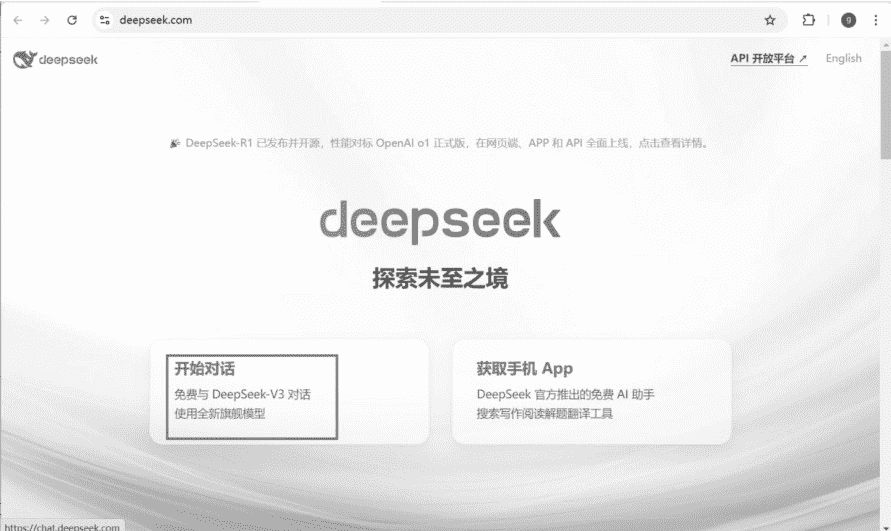 deepseek.com
9
deepseek
API 开放平台 ↗
English
🎉 DeepSeek-R1 已发布并开源，性能对标 OpenAI o1 正式版，在网页端、APP 和 API 全面上线，点击查看详情。
deepseek
探索未至之境
开始对话
免费与 DeepSeek-V3 对话
使用全新旗舰模型
获取手机 App
DeepSeek 官方推出的免费 AI 助手
搜索写作阅读解题翻译工具
https://chat.deepseek.com